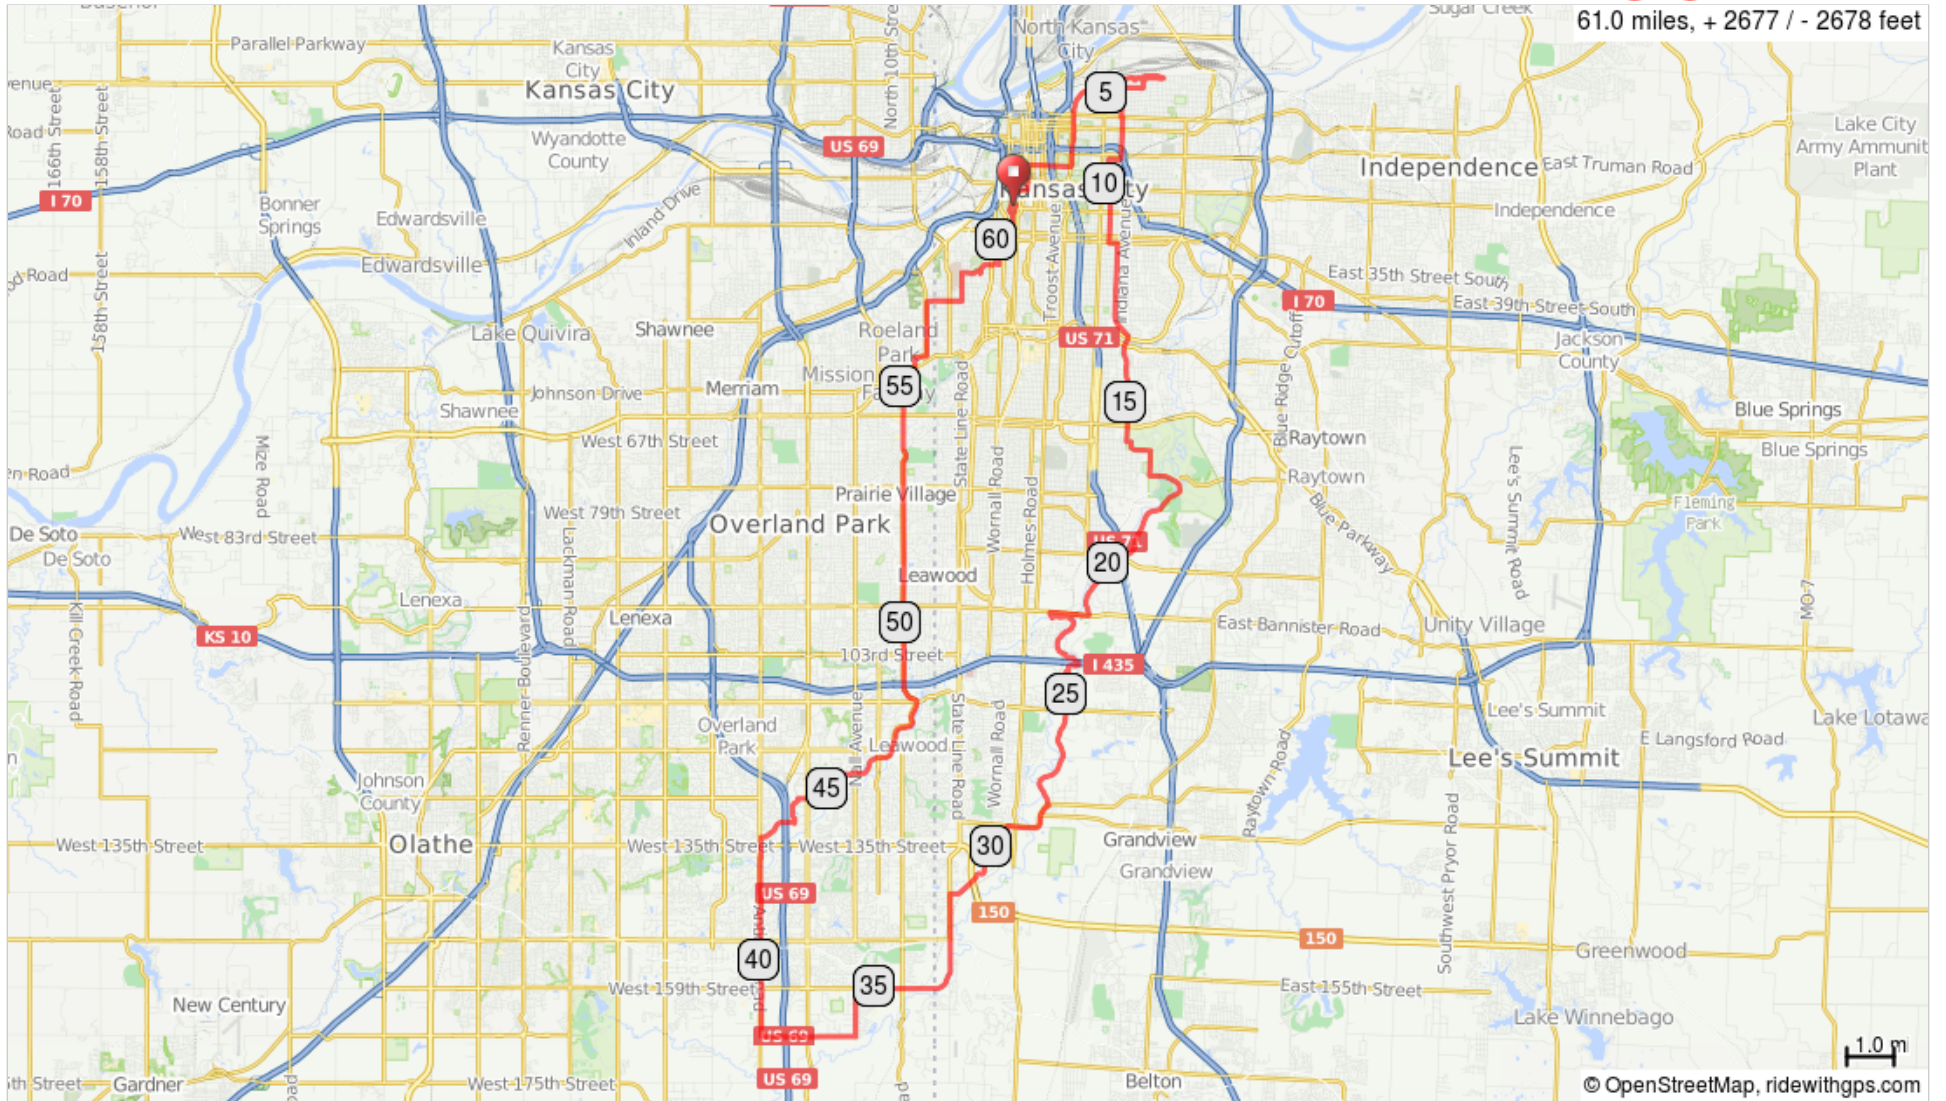 Sugar Creek
61.0 miles, + 2677 / - 2678 feet
North Kansas
City
Parallel Parkway
Kansas
City
Kansas City
North 10th Stre
5
166th Street
158th Street
Road
Wyandotte
County
US 69
Lake City
Army Ammunit
Plant
Independence
East Truman Road
10
I 70
Bonner
Springs
Edwardsville
Inland Drive
Kansas City
Independence
60
Troost Avenue
Indiana Avenue
Edwardsville
158th Street
East 35th Street South
I 70
East 39th Street South
Lake Quivira
Shawnee
Roeland
Park
US 71
Jackson
County
Mission
55
State Line Road
Blue Ridge Cutoff
Merriam
Johnson Drive
15
Shawnee
Blue Springs
West 67th Street
Raytown
Blue Springs
Mize Road
Wornall Road
Raytown
Lee's Summit Road
Prairie Village
Holmes Road
Fleming
Park
West 79th Street
Overland Park
Blue Parkway
De Soto
West 83rd Street
Lackman Road
US 71
De Soto
20
Leawood
MO 7
Lenexa
Kill Creek Road
Lenexa
50
East Bannister Road
Unity Village
KS 10
Renner Boulevard
103rd Street
I 435
25
Overland
Park
Nall Avenue
State Line Road
Wornall Road
Lee's Summit
Lake Lotawa
Leawood
E Langsford Road
Lee's Summit
Johnson
County
45
Raytown Road
Southwest Pryor Road
West 135th Street
Olathe
West 135th Street
West 135th Street
30
Grandview
Grandview
US 69
150
150
40
Greenwood
West 159th Street
35
East 155th Street
New Century
Lake Winnebago
US 69
1.0 m
Gardner
West 175th Street
US 69
Belton
© OpenStreetMap, ridewithgps.com